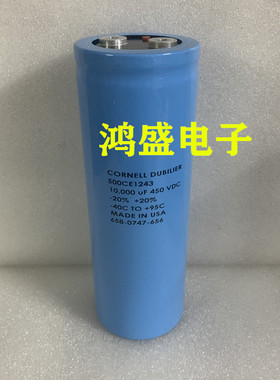 鸿盛电子
CORNELL DUBILIER
500CE1243
10,000 uF 450 VDC
-20% +20%
-40C TO +95C
MADE IN USA
658-0747-656